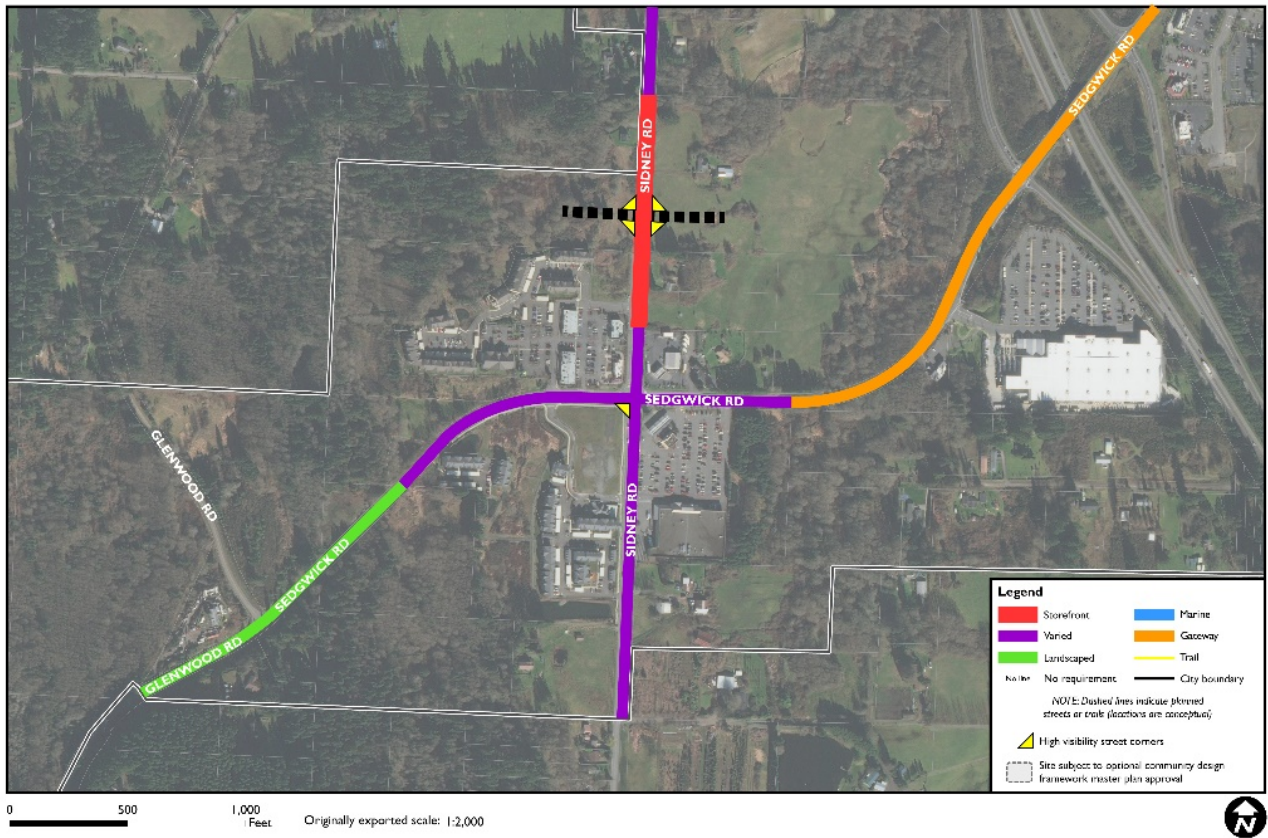 SEDGWICK RD
SIDNEY RD
SEDGWICK RD
GLENWOOD RD
SIDNEY RD
SEDGWICK RD
GLENWOOD RD
Legend
Storefront
Marine
Varied
Gateway
Landscaped
Trail
No line
No requirement
City boundary
NOTE: Dashed lines indicate planned
streets or trails (locations are conceptual)
High visibility street corners
Site subject to optional community design
framework master plan approval
0
500
1,000
Feet
Originally exported scale: 1:2,000
N